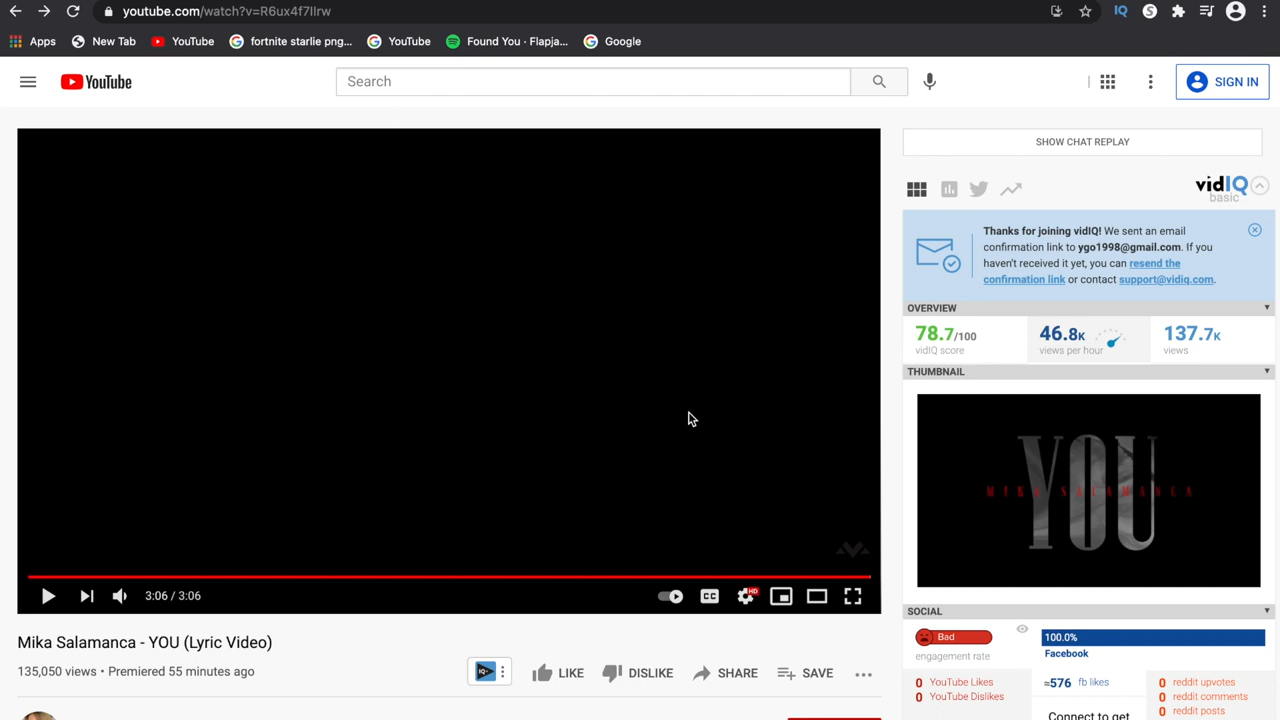 youtube.com/watch?v=R6ux4f7Ilrw
Apps New Tab YouTube fortnite starlie png... YouTube Found You · Flapja... Google
YouTube
Search
SIGN IN
SHOW CHAT REPLAY
vidIQ
basic
Thanks for joining vidIQ! We sent an email
confirmation link to ygo1998@gmail.com. If you
haven't received it yet, you can resend the
confirmation link or contact support@vidiq.com.
OVERVIEW
78.7/100 46.8K 137.7K
vidIQ score views per hour views
THUMBNAIL
YOU
MIKA SALAMANCA
3:06 / 3:06
CC HD
SOCIAL
Mika Salamanca - YOU (Lyric Video)
135,050 views • Premiered 55 minutes ago
LIKE DISLIKE SHARE SAVE
Bad
engagement rate
100.0%
Facebook
0 YouTube Likes
0 YouTube Dislikes
≈576 fb likes
Connect to get
0 reddit upvotes
0 reddit comments
0 reddit posts